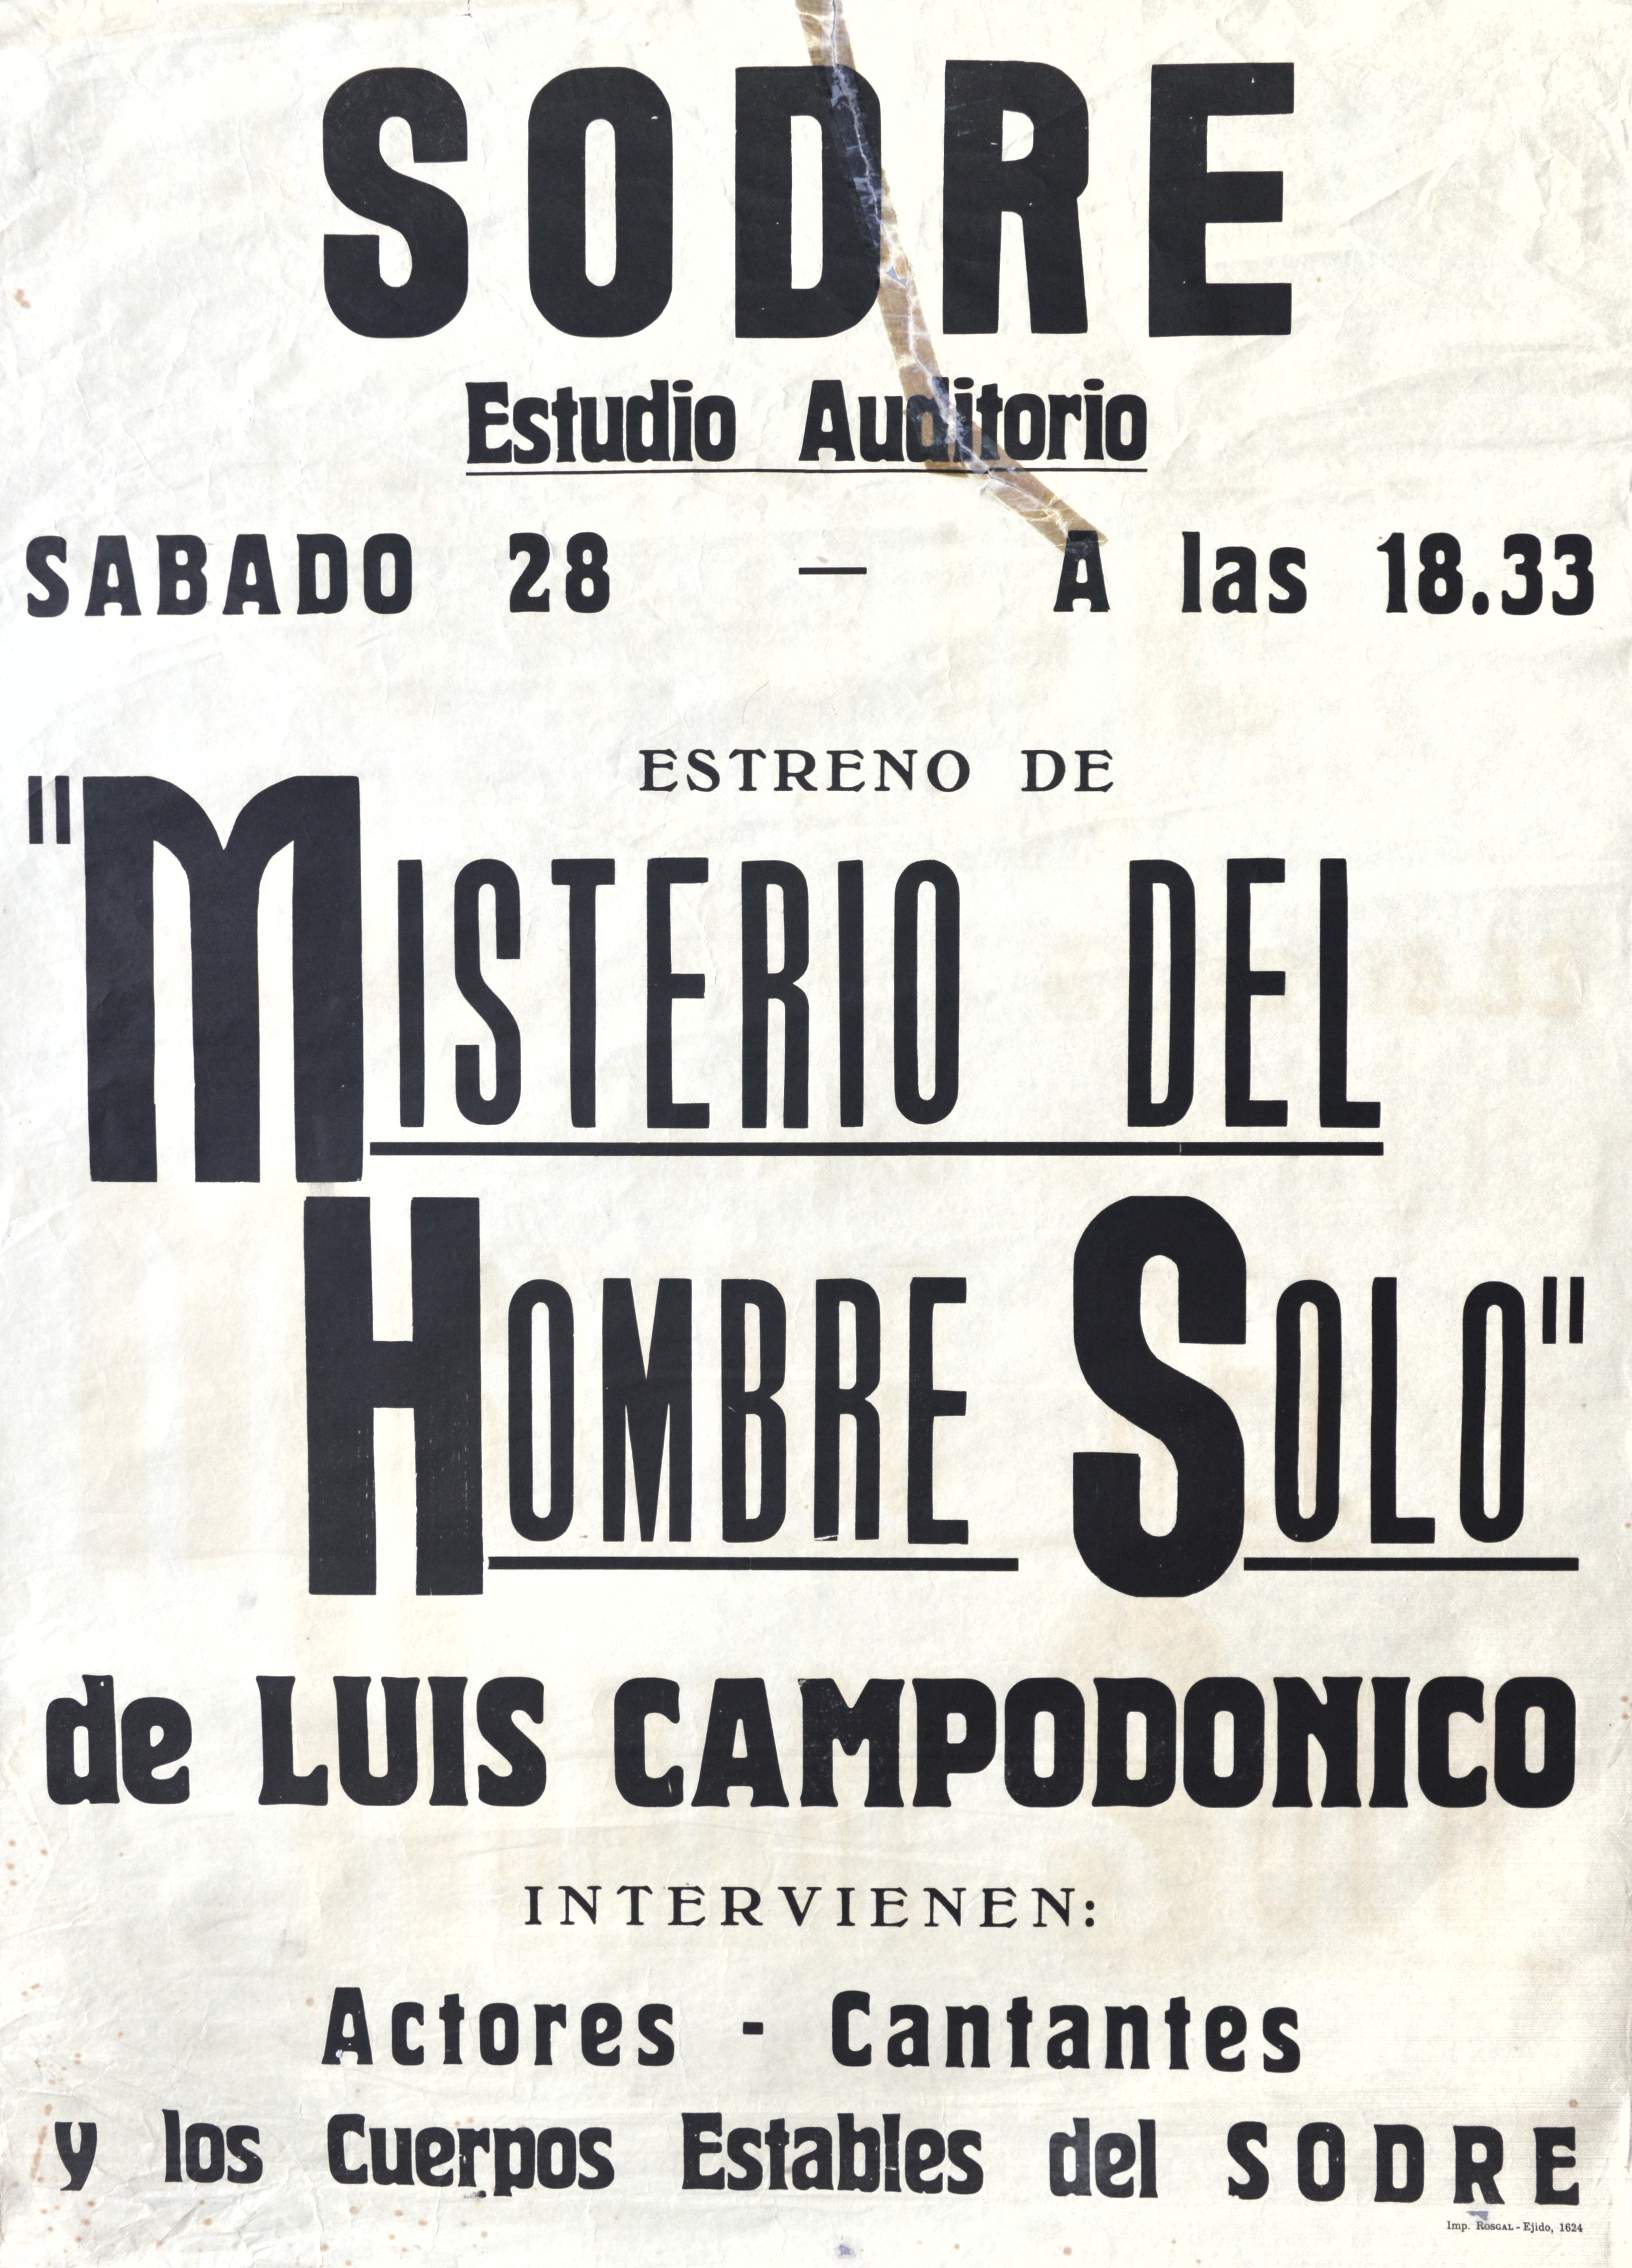 SODRE
Estudio Auditorio
SABADO 28 — A las 18.33
ESTRENO DE
"MISTERIO DEL
HOMBRE SOLO"
de LUIS CAMPODONICO
INTERVIENEN:
Actores - Cantantes
y los Cuerpos Estables del SODRE
Imp. ROSGAL - Ejido, 1624